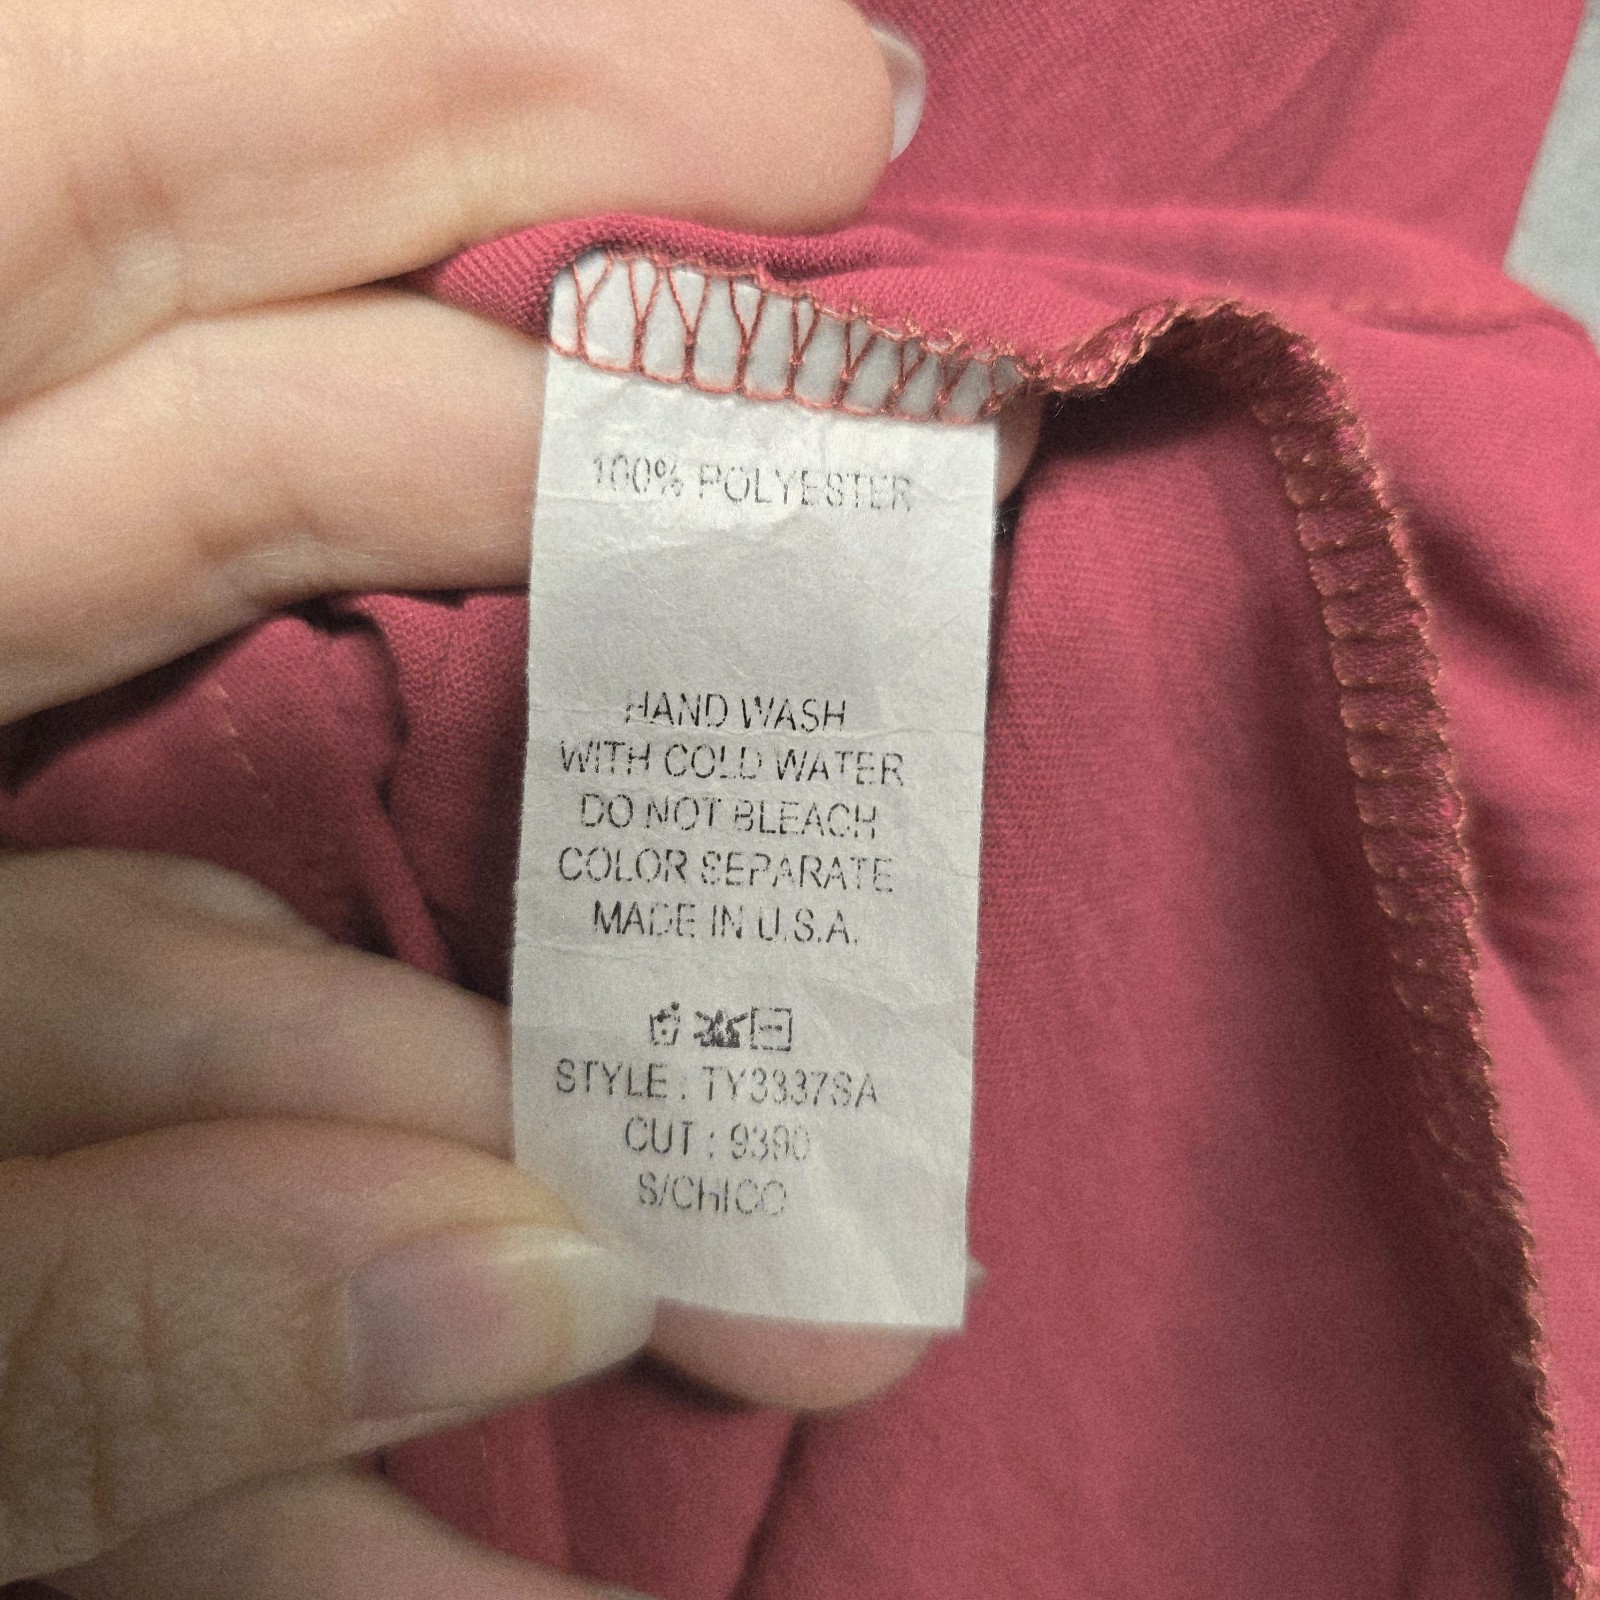 100% POLYESTER
HAND WASH
WITH COLD WATER
DO NOT BLEACH
COLOR SEPARATE
MADE IN U.S.A.
STYLE : TY3337SA
CUT : 9390
S/CHICO